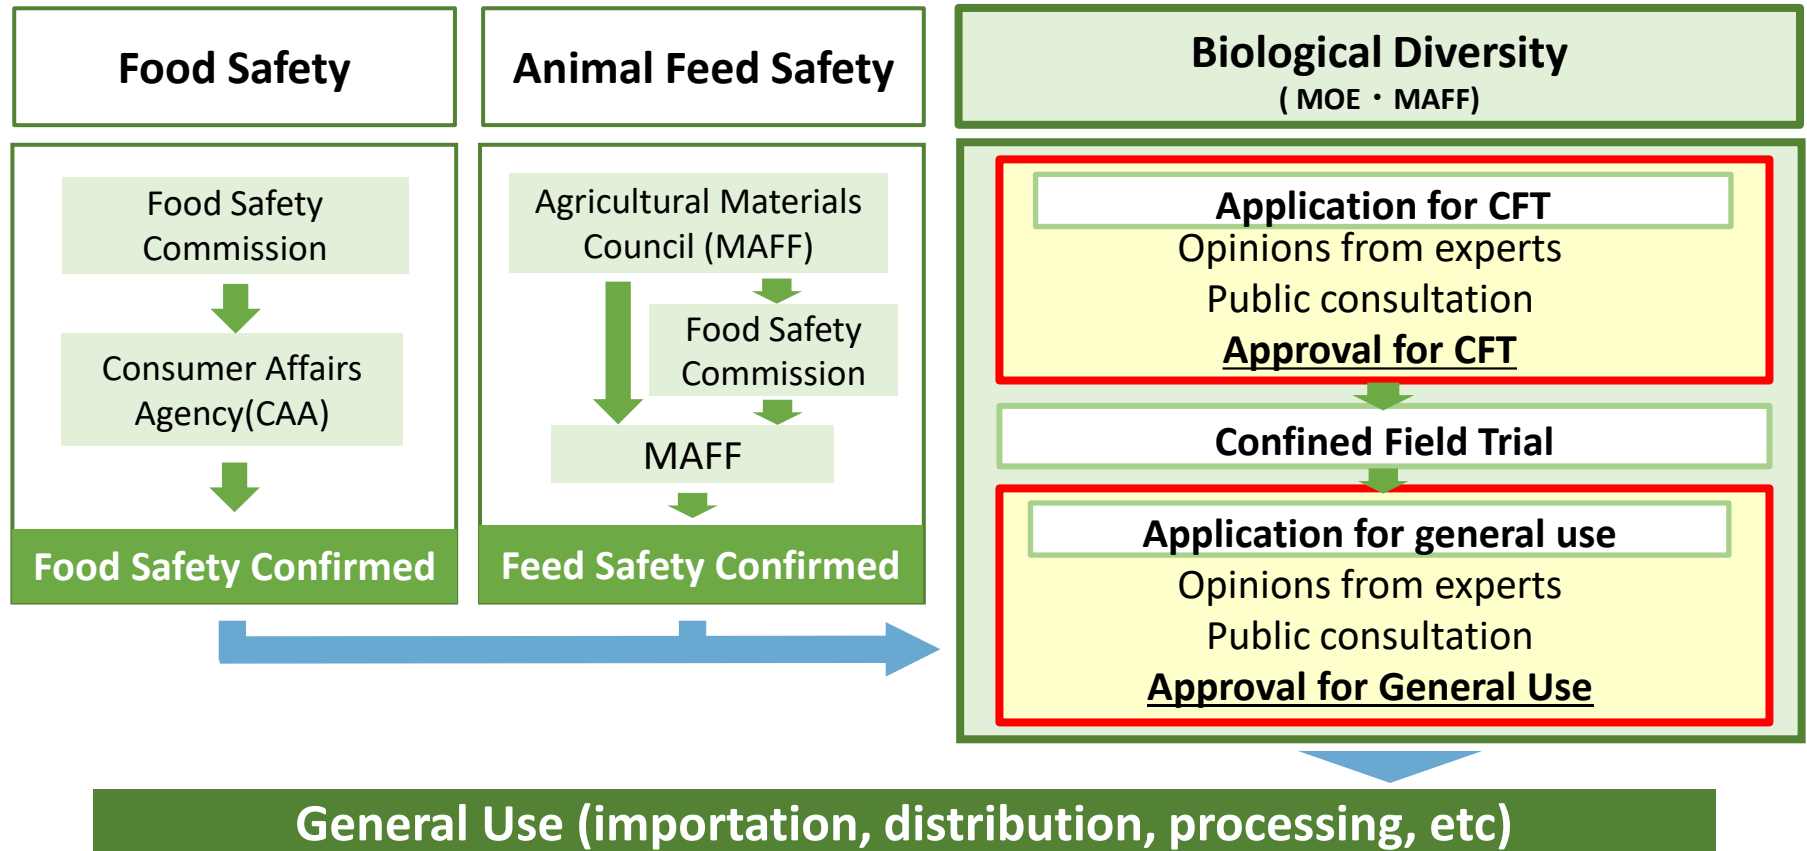 Food Safety
Food Safety
Commission
Consumer Affairs
Agency(CAA)
Food Safety Confirmed
Animal Feed Safety
Agricultural Materials
Council (MAFF)
Food Safety
Commission
MAFF
Feed Safety Confirmed
Biological Diversity
( MOE・MAFF)
Application for CFT
Opinions from experts
Public consultation
Approval for CFT
Confined Field Trial
Application for general use
Opinions from experts
Public consultation
Approval for General Use
General Use (importation, distribution, processing, etc)